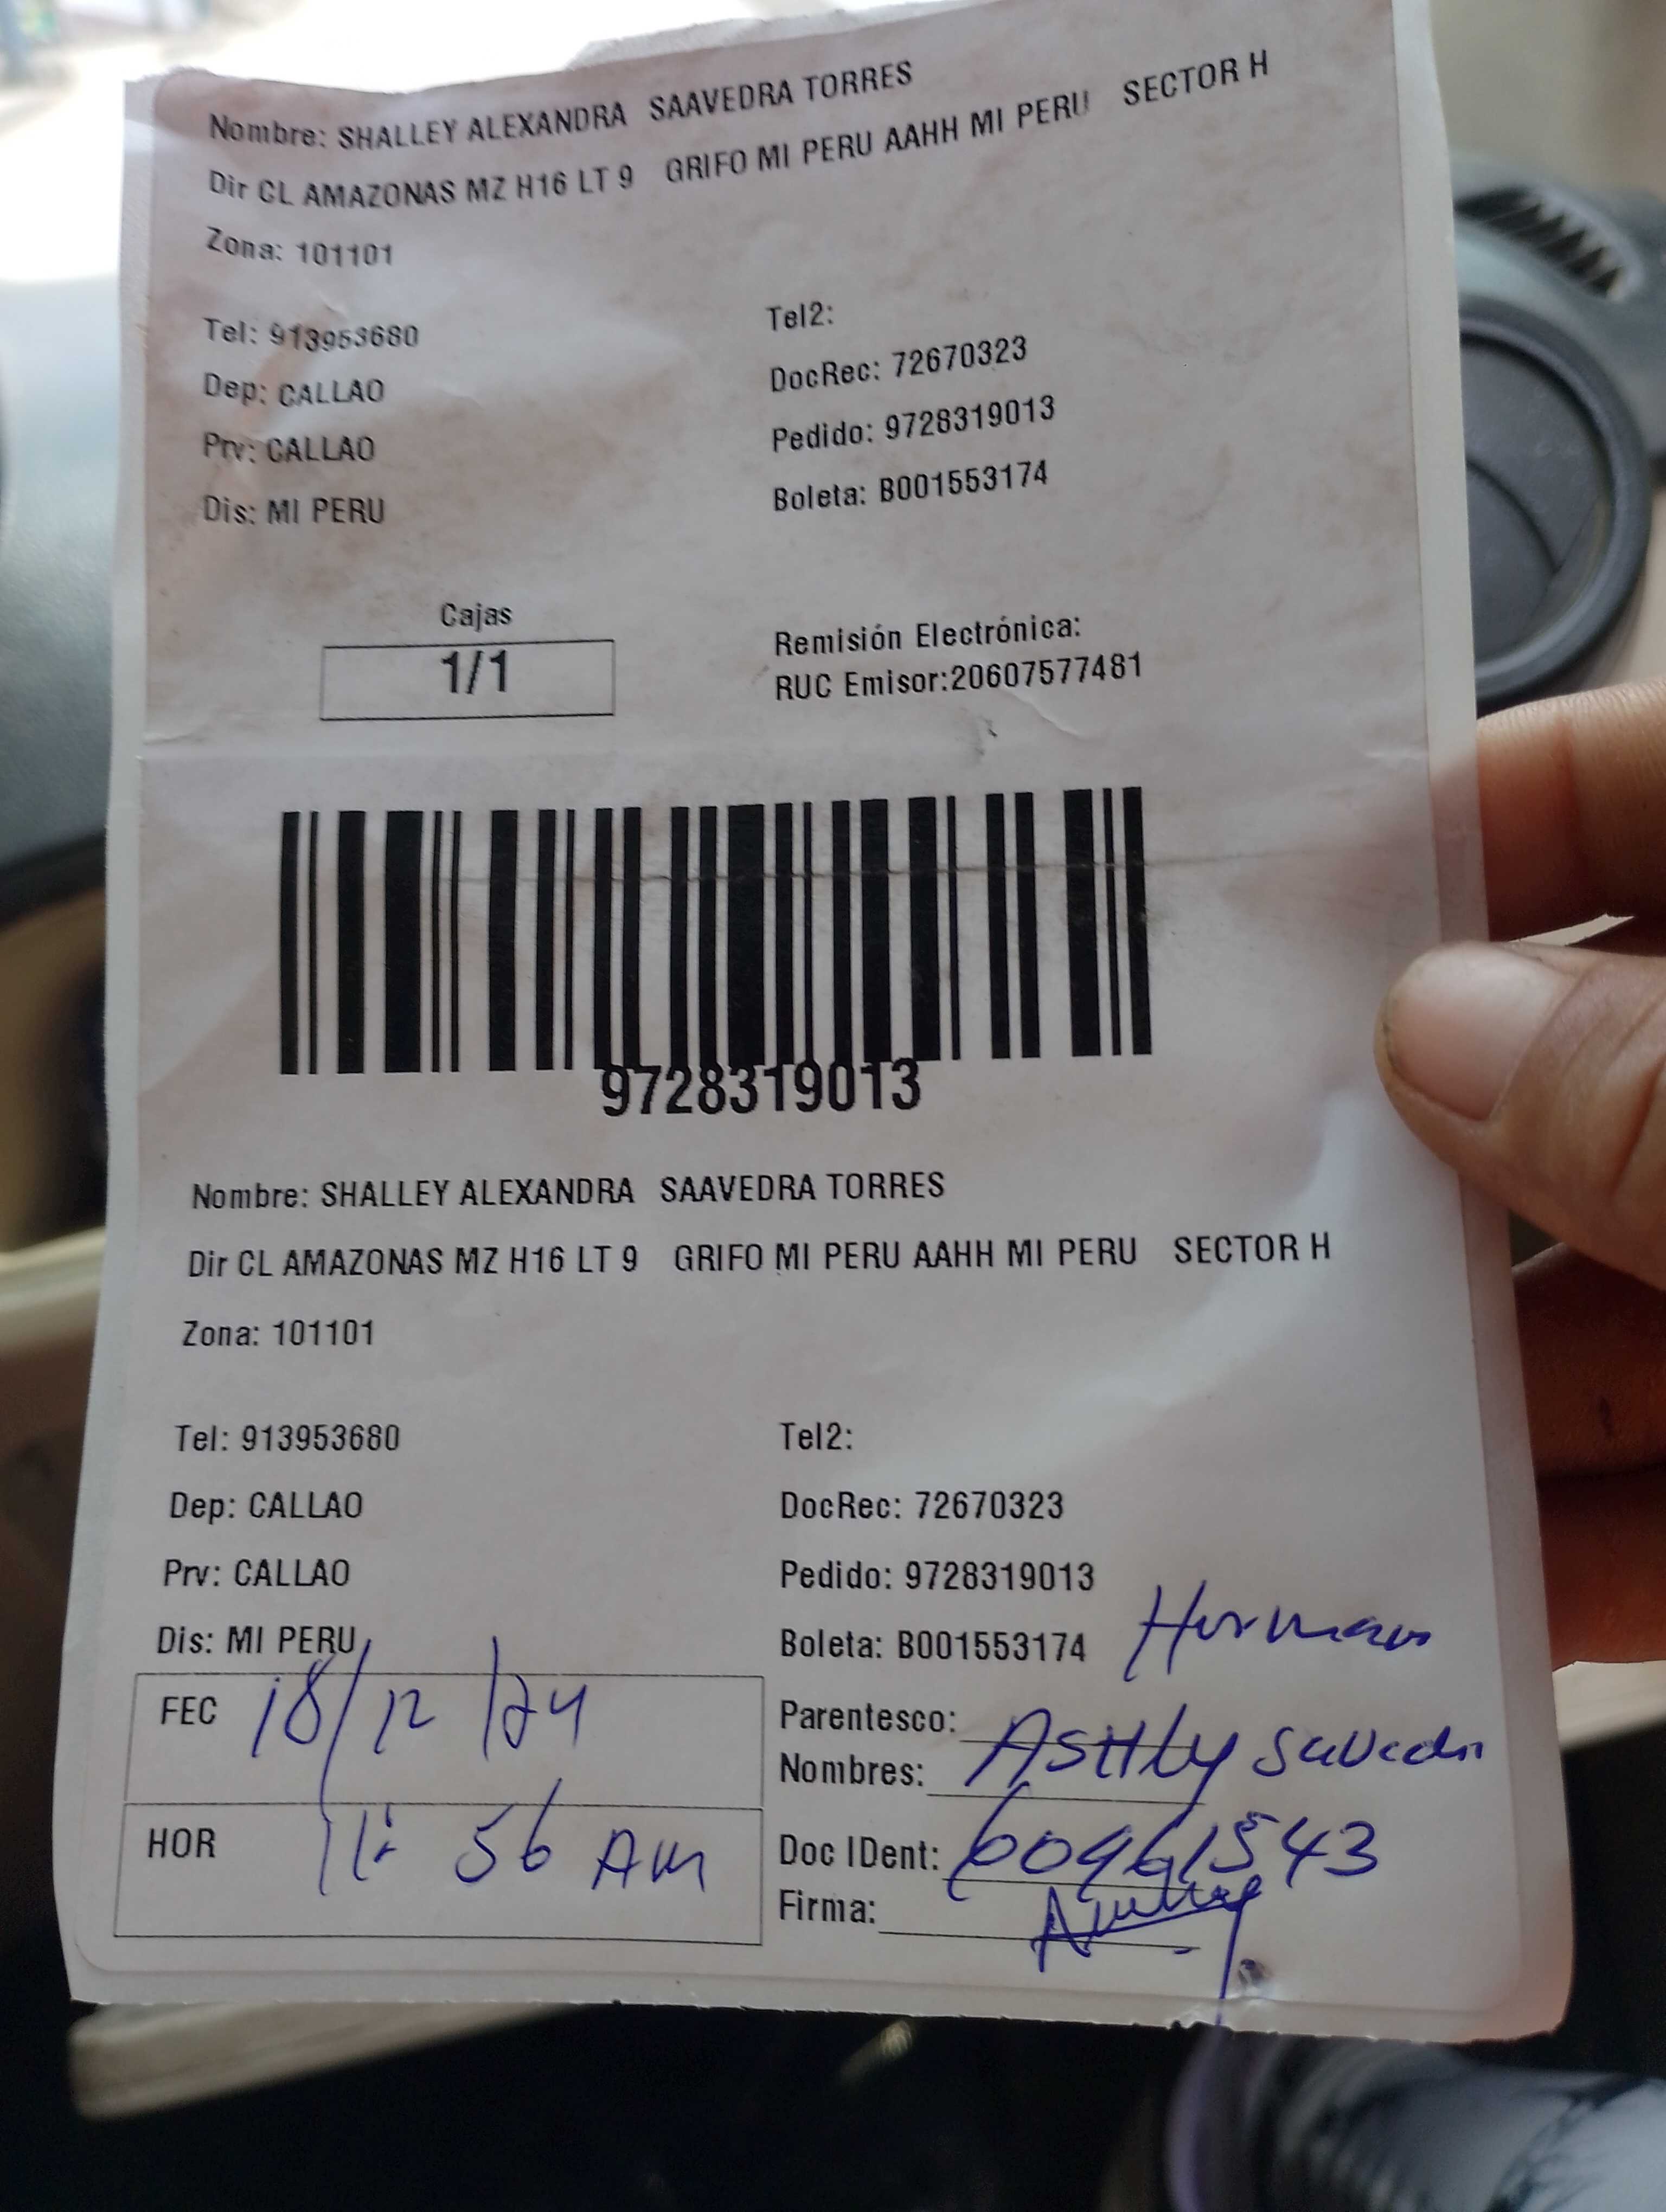 Nombre: SHALLEY ALEXANDRA SAAVEDRA TORRES
Dir CL AMAZONAS MZ H16 LT 9 GRIFO MI PERU AAHH MI PERU SECTOR H
Zona: 101101
Tel: 913953680 Tel2:
Dep: CALLAO DocRec: 72670323
Prv: CALLAO Pedido: 9728319013
Dis: MI PERU Boleta: B001553174
Cajas
1/1
Remisión Electrónica:
RUC Emisor:20607577481
9728319013
Nombre: SHALLEY ALEXANDRA SAAVEDRA TORRES
Dir CL AMAZONAS MZ H16 LT 9 GRIFO MI PERU AAHH MI PERU SECTOR H
Zona: 101101
Tel: 913953680 Tel2:
Dep: CALLAO DocRec: 72670323
Prv: CALLAO Pedido: 9728319013
Dis: MI PERU Boleta: B001553174
FEC 18/12/24
HOR 11:56 AM
Parentesco:
Nombres: Asthly
Doc IDent: 60961543
Firma: